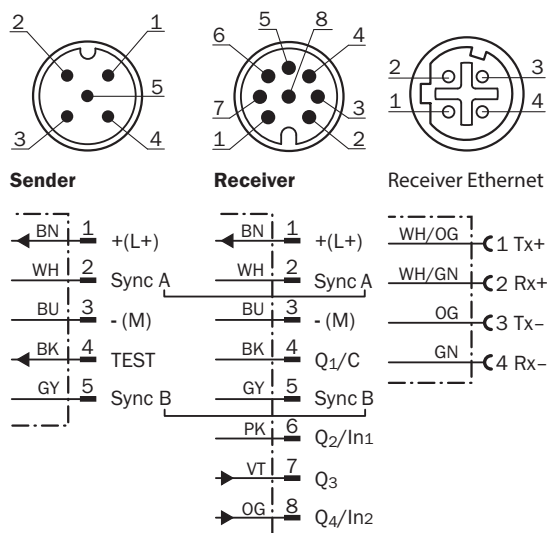 2 1
5
3 4
5 8
6 4
7 3
1 2
2 3
1 4
Sender
BN 1 +(L+)
WH 2 Sync A
BU 3 - (M)
BK 4 TEST
GY 5 Sync B
Receiver
BN 1 +(L+)
WH 2 Sync A
BU 3 - (M)
BK 4 Q1/C
GY 5 Sync B
PK 6 Q2/In1
VT 7 Q3
OG 8 Q4/In2
Receiver Ethernet
WH/OG 1 Tx+
WH/GN 2 Rx+
OG 3 Tx–
GN 4 Rx–